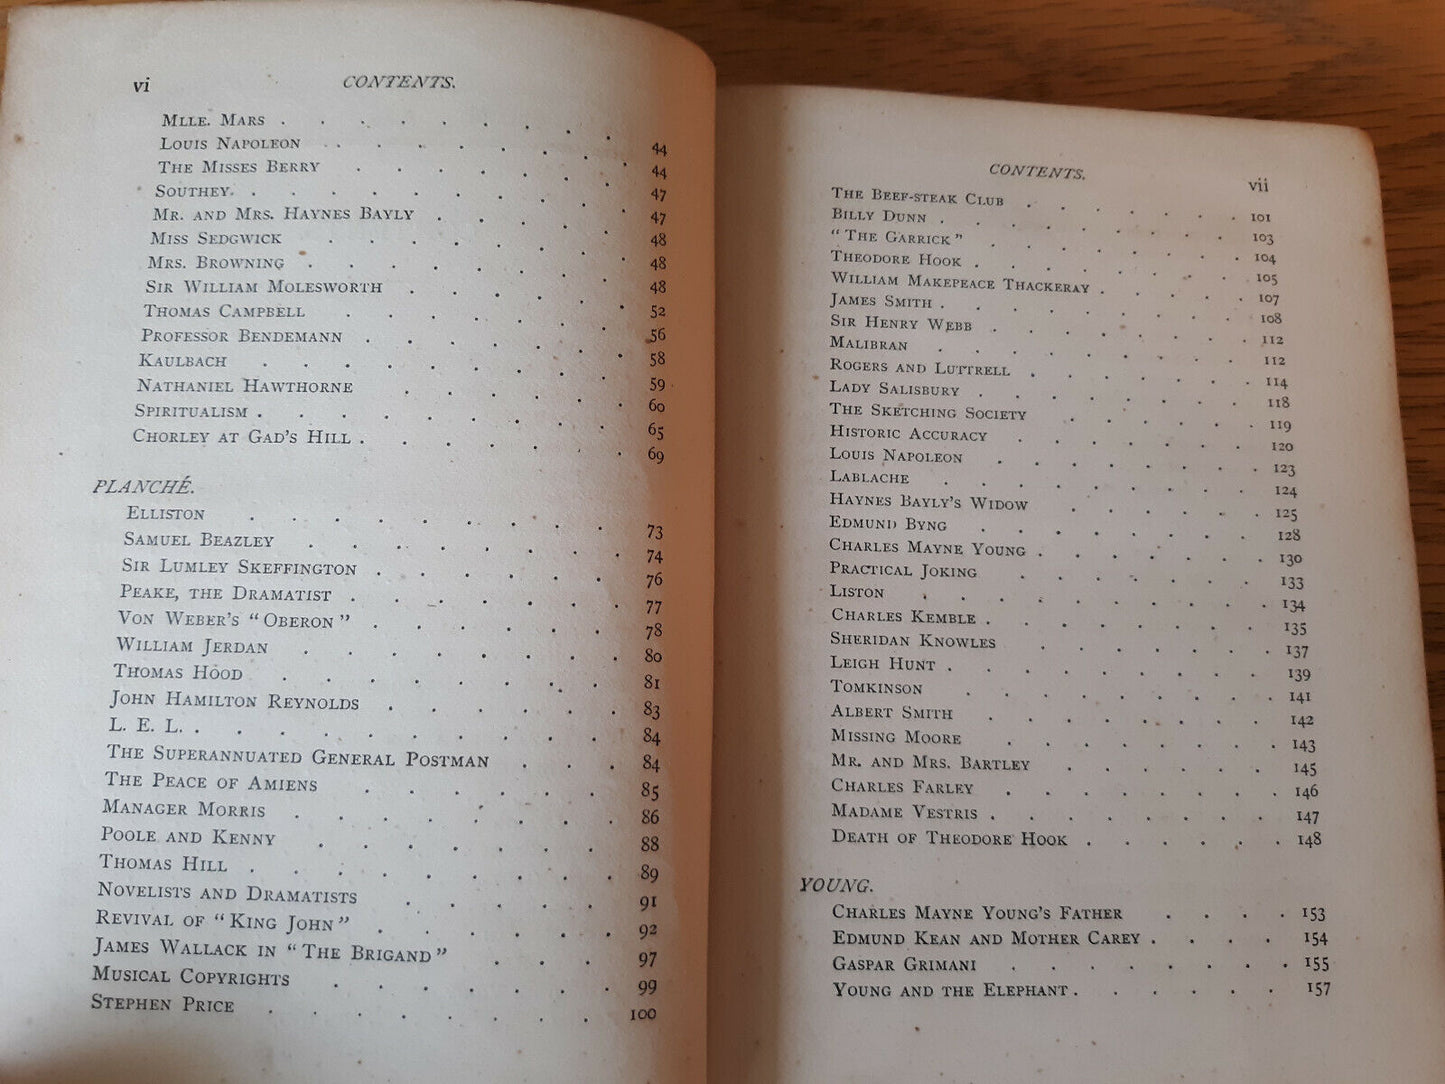 vi CONTENTS.
MLLE. MARS . . . . . . . . . 44
LOUIS NAPOLEON . . . . . . . . 44
THE MISSES BERRY . . . . . . . 47
SOUTHEY . . . . . . . . . 47
MR. AND MRS. HAYNES BAYLY . . . . . 48
MISS SEDGWICK . . . . . . . . 48
MRS. BROWNING . . . . . . . . 48
SIR WILLIAM MOLESWORTH . . . . . . 52
THOMAS CAMPBELL . . . . . . . 56
PROFESSOR BENDEMANN . . . . . . . 58
KAULBACH . . . . . . . . . 59
NATHANIEL HAWTHORNE . . . . . . 60
SPIRITUALISM . . . . . . . . . 65
CHORLEY AT GAD'S HILL . . . . . . . 69
PLANCHÉ.
ELLISTON . . . . . . . . . 73
SAMUEL BEAZLEY . . . . . . . . 74
SIR LUMLEY SKEFFINGTON . . . . . . 76
PEAKE, THE DRAMATIST . . . . . . . 77
VON WEBER'S "OBERON" . . . . . . 78
WILLIAM JERDAN . . . . . . . . 80
THOMAS HOOD . . . . . . . . . 81
JOHN HAMILTON REYNOLDS . . . . . . 83
L. E. L. . . . . . . . . . . 84
THE SUPERANNUATED GENERAL POSTMAN . . . 84
THE PEACE OF AMIENS . . . . . . 85
MANAGER MORRIS . . . . . . . . 86
POOLE AND KENNY . . . . . . . 88
THOMAS HILL . . . . . . . . . 89
NOVELISTS AND DRAMATISTS . . . . . 91
REVIVAL OF "KING JOHN" . . . . . . 92
JAMES WALLACK IN "THE BRIGAND" . . . . 97
MUSICAL COPYRIGHTS . . . . . . . 99
STEPHEN PRICE . . . . . . . . 100
CONTENTS. vii
THE BEEF-STEAK CLUB . . . . . . 101
BILLY DUNN . . . . . . . . 103
"THE GARRICK" . . . . . . . 104
THEODORE HOOK . . . . . . . . 105
WILLIAM MAKEPEACE THACKERAY . . . . 107
JAMES SMITH . . . . . . . . 108
SIR HENRY WEBB . . . . . . . 112
MALIBRAN . . . . . . . . 112
ROGERS AND LUTTRELL . . . . . . 114
LADY SALISBURY . . . . . . . 118
THE SKETCHING SOCIETY . . . . . 119
HISTORIC ACCURACY . . . . . . 120
LOUIS NAPOLEON . . . . . . . 123
LABLACHE . . . . . . . . 124
HAYNES BAYLY'S WIDOW . . . . . 125
EDMUND BYNG . . . . . . . 128
CHARLES MAYNE YOUNG . . . . . . 130
PRACTICAL JOKING . . . . . . 133
LISTON . . . . . . . . 134
CHARLES KEMBLE . . . . . . . 135
SHERIDAN KNOWLES . . . . . . 137
LEIGH HUNT . . . . . . . . 139
TOMKINSON . . . . . . . . 141
ALBERT SMITH . . . . . . . 142
MISSING MOORE . . . . . . . 143
MR. AND MRS. BARTLEY . . . . . 145
CHARLES FARLEY . . . . . . . 146
MADAME VESTRIS . . . . . . . 147
DEATH OF THEODORE HOOK . . . . . 148
YOUNG.
CHARLES MAYNE YOUNG'S FATHER . . . . 153
EDMUND KEAN AND MOTHER CAREY . . . . 154
GASPAR GRIMANI . . . . . . . 155
YOUNG AND THE ELEPHANT . . . . . . 157